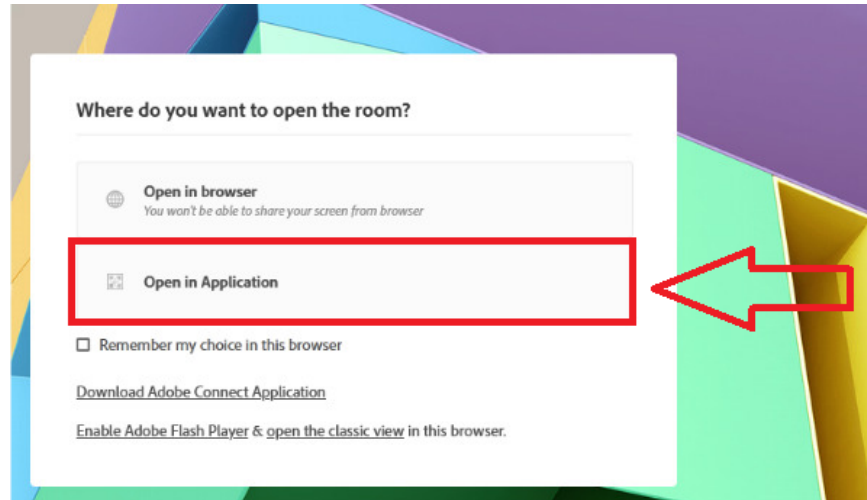 Where do you want to open the room?
Open in browser
You won't be able to share your screen from browser
Open in Application
Remember my choice in this browser
Download Adobe Connect Application
Enable Adobe Flash Player & open the classic view in this browser.